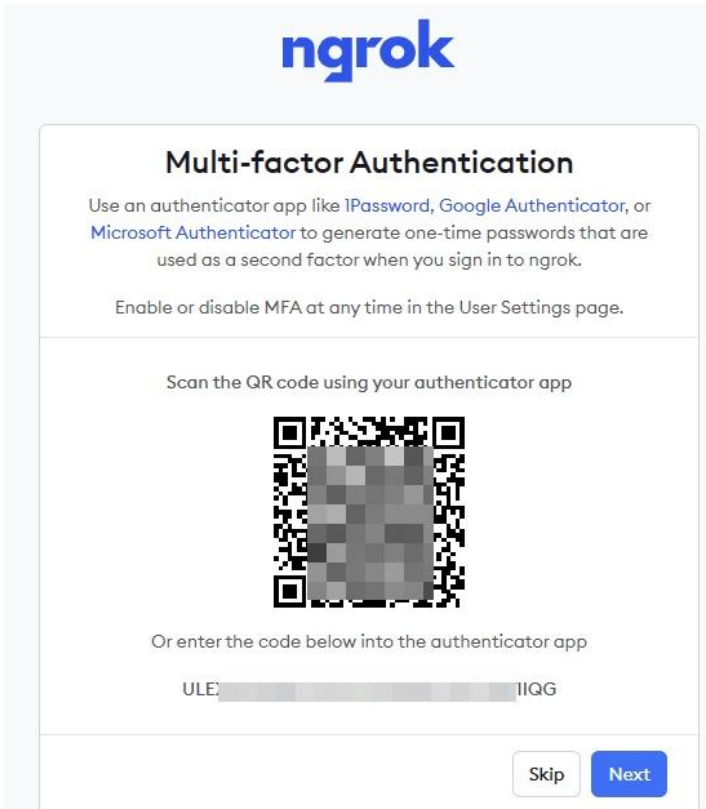 ngrok
Multi-factor Authentication
Use an authenticator app like 1Password, Google Authenticator, or
Microsoft Authenticator to generate one-time passwords that are
used as a second factor when you sign in to ngrok.
Enable or disable MFA at any time in the User Settings page.
Scan the QR code using your authenticator app
Or enter the code below into the authenticator app
Skip
Next